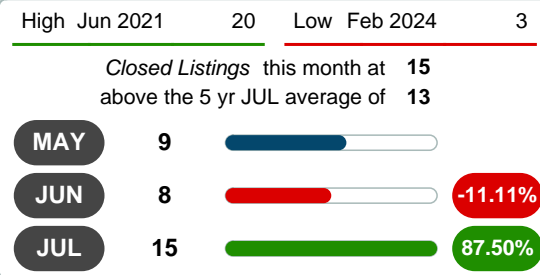 High Jun 2021 20 Low Feb 2024 3
Closed Listings this month at 15
above the 5 yr JUL average of 13
MAY 9
JUN 8 -11.11%
JUL 15 87.50%